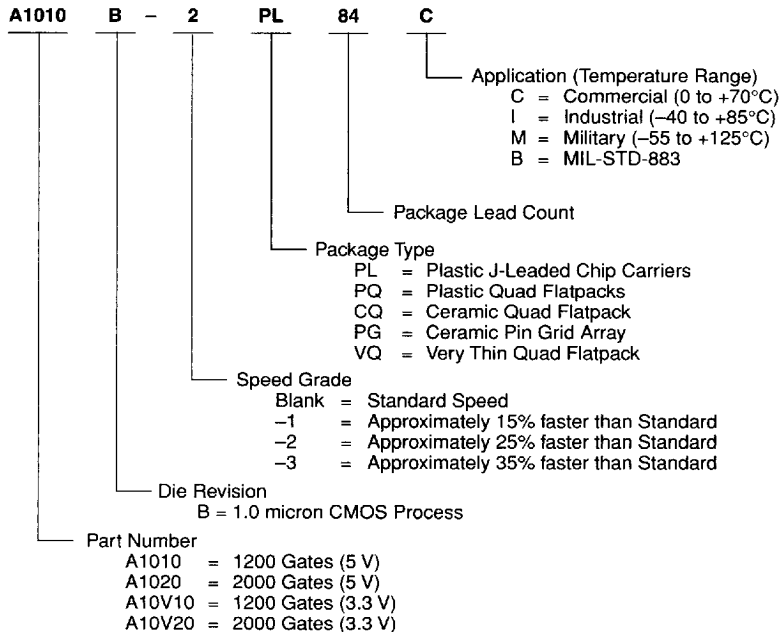 A1010 B – 2 PL 84 C
Application (Temperature Range)
C = Commercial (0 to +70°C)
I = Industrial (–40 to +85°C)
M = Military (–55 to +125°C)
B = MIL-STD-883
Package Lead Count
Package Type
PL = Plastic J-Leaded Chip Carriers
PQ = Plastic Quad Flatpacks
CQ = Ceramic Quad Flatpack
PG = Ceramic Pin Grid Array
VQ = Very Thin Quad Flatpack
Speed Grade
Blank = Standard Speed
–1 = Approximately 15% faster than Standard
–2 = Approximately 25% faster than Standard
–3 = Approximately 35% faster than Standard
Die Revision
B = 1.0 micron CMOS Process
Part Number
A1010 = 1200 Gates (5 V)
A1020 = 2000 Gates (5 V)
A10V10 = 1200 Gates (3.3 V)
A10V20 = 2000 Gates (3.3 V)